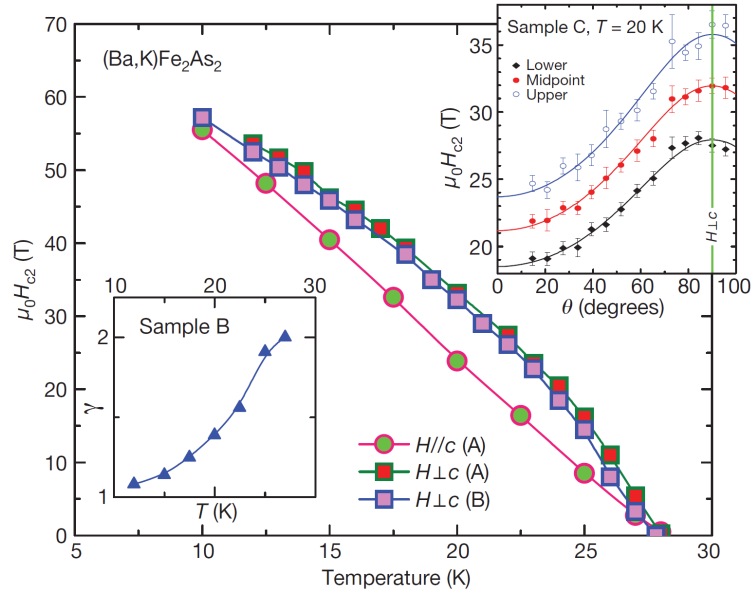 (Ba,K)Fe₂As₂
μ₀H_c2 (T)
70
60
50
40
30
20
10
0
5
10
15
20
25
30
Temperature (K)
H//c (A)
H⊥c (A)
H⊥c (B)
Sample C, T = 20 K
Lower
Midpoint
Upper
μ₀H_c2 (T)
35
30
25
20
0
20
40
60
80
100
θ (degrees)
H⊥c
10
20
30
Sample B
γ
2
1
T (K)